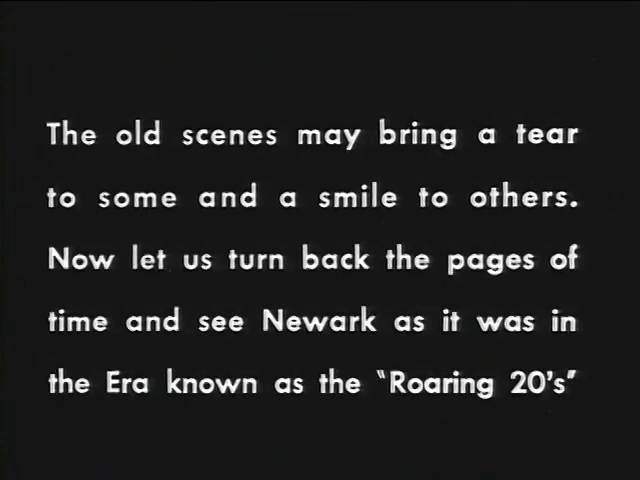 The old scenes may bring a tear
to some and a smile to others.
Now let us turn back the pages of
time and see Newark as it was in
the Era known as the "Roaring 20's"